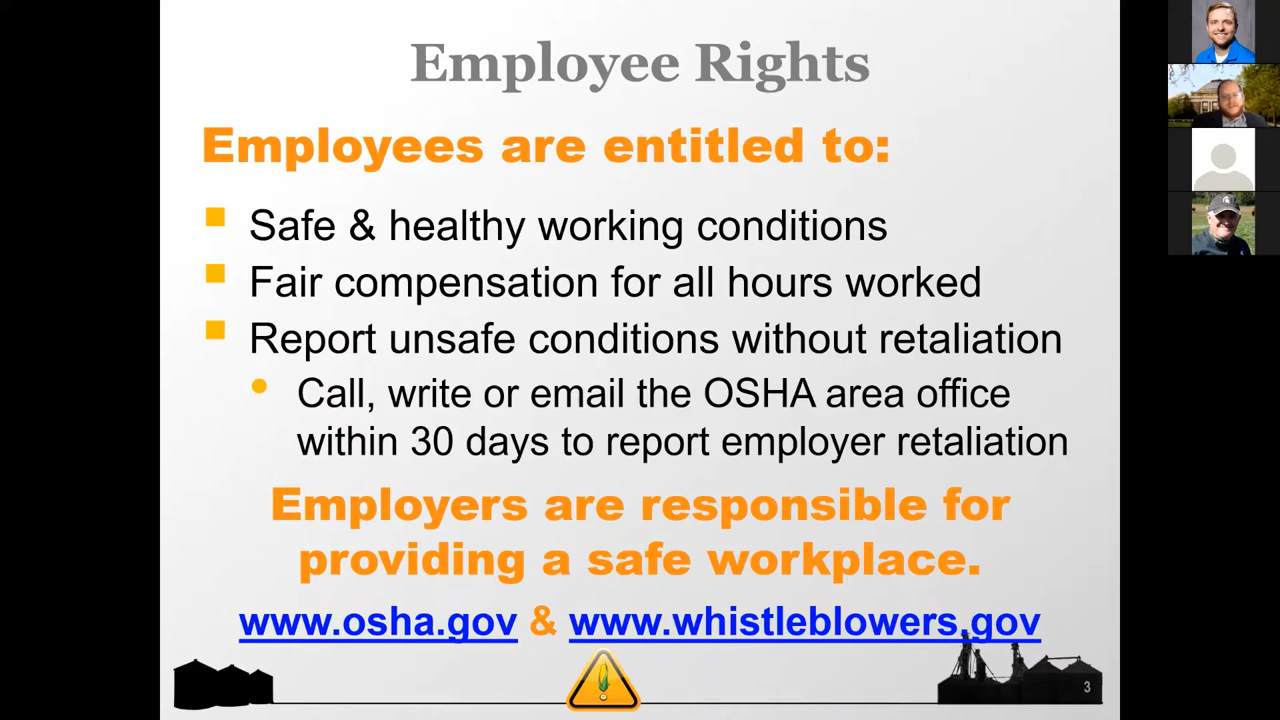 Employee Rights
Employees are entitled to:
Safe & healthy working conditions
Fair compensation for all hours worked
Report unsafe conditions without retaliation
Call, write or email the OSHA area office
within 30 days to report employer retaliation
Employers are responsible for
providing a safe workplace.
www.osha.gov & www.whistleblowers.gov
3